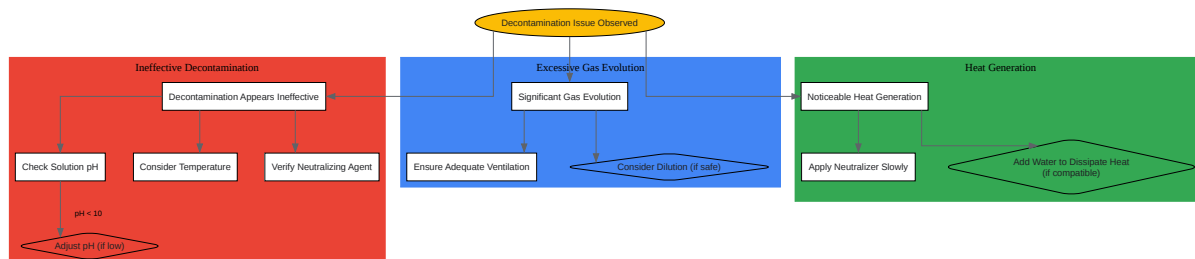 Decontamination Issue Observed
Ineffective Decontamination
Excessive Gas Evolution
Heat Generation
Decontamination Appears Ineffective
Significant Gas Evolution
Noticeable Heat Generation
Check Solution pH
Consider Temperature
Verify Neutralizing Agent
Ensure Adequate Ventilation
Consider Dilution (if safe)
Apply Neutralizer Slowly
Add Water to Dissipate Heat
(if compatible)
pH < 10
Adjust pH (if low)